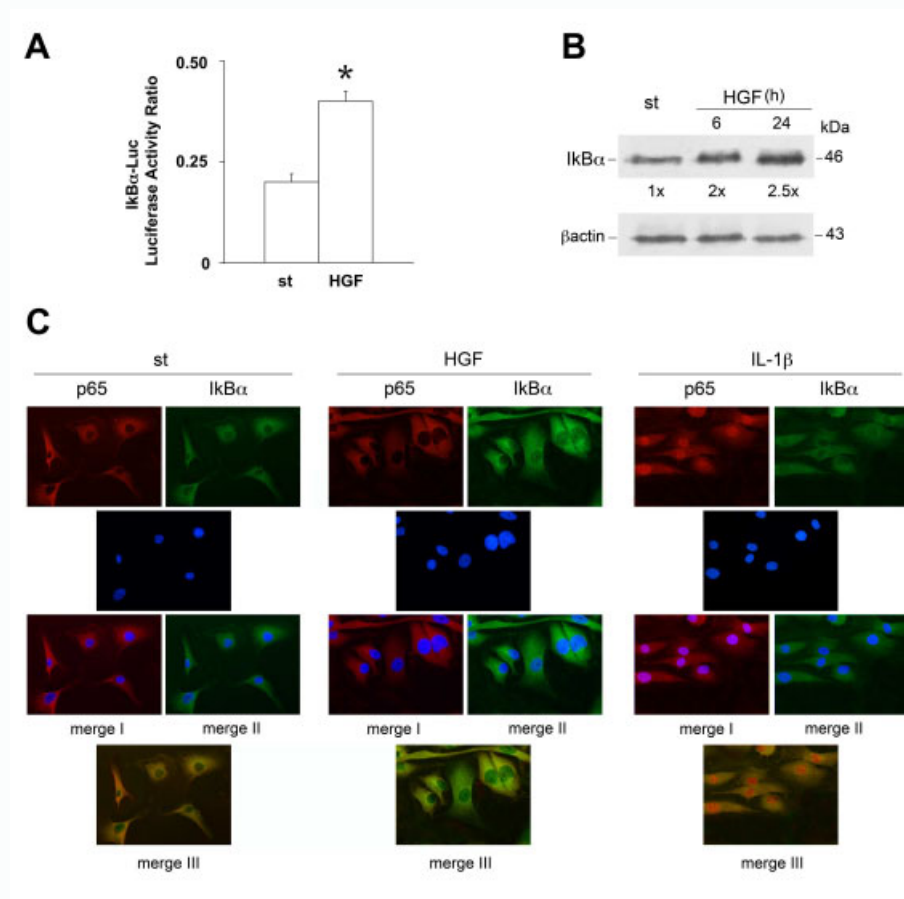 A
0.50
0.25
0
IkBα-Luc
Luciferase Activity Ratio
*
st HGF
B
st HGF (h)
6 24 kDa
IkBα – – 46
1x 2x 2.5x
βactin – – 43
C
st HGF IL-1β
p65 IkBα p65 IkBα p65 IkBα
merge I merge II merge I merge II merge I merge II
merge III merge III merge III